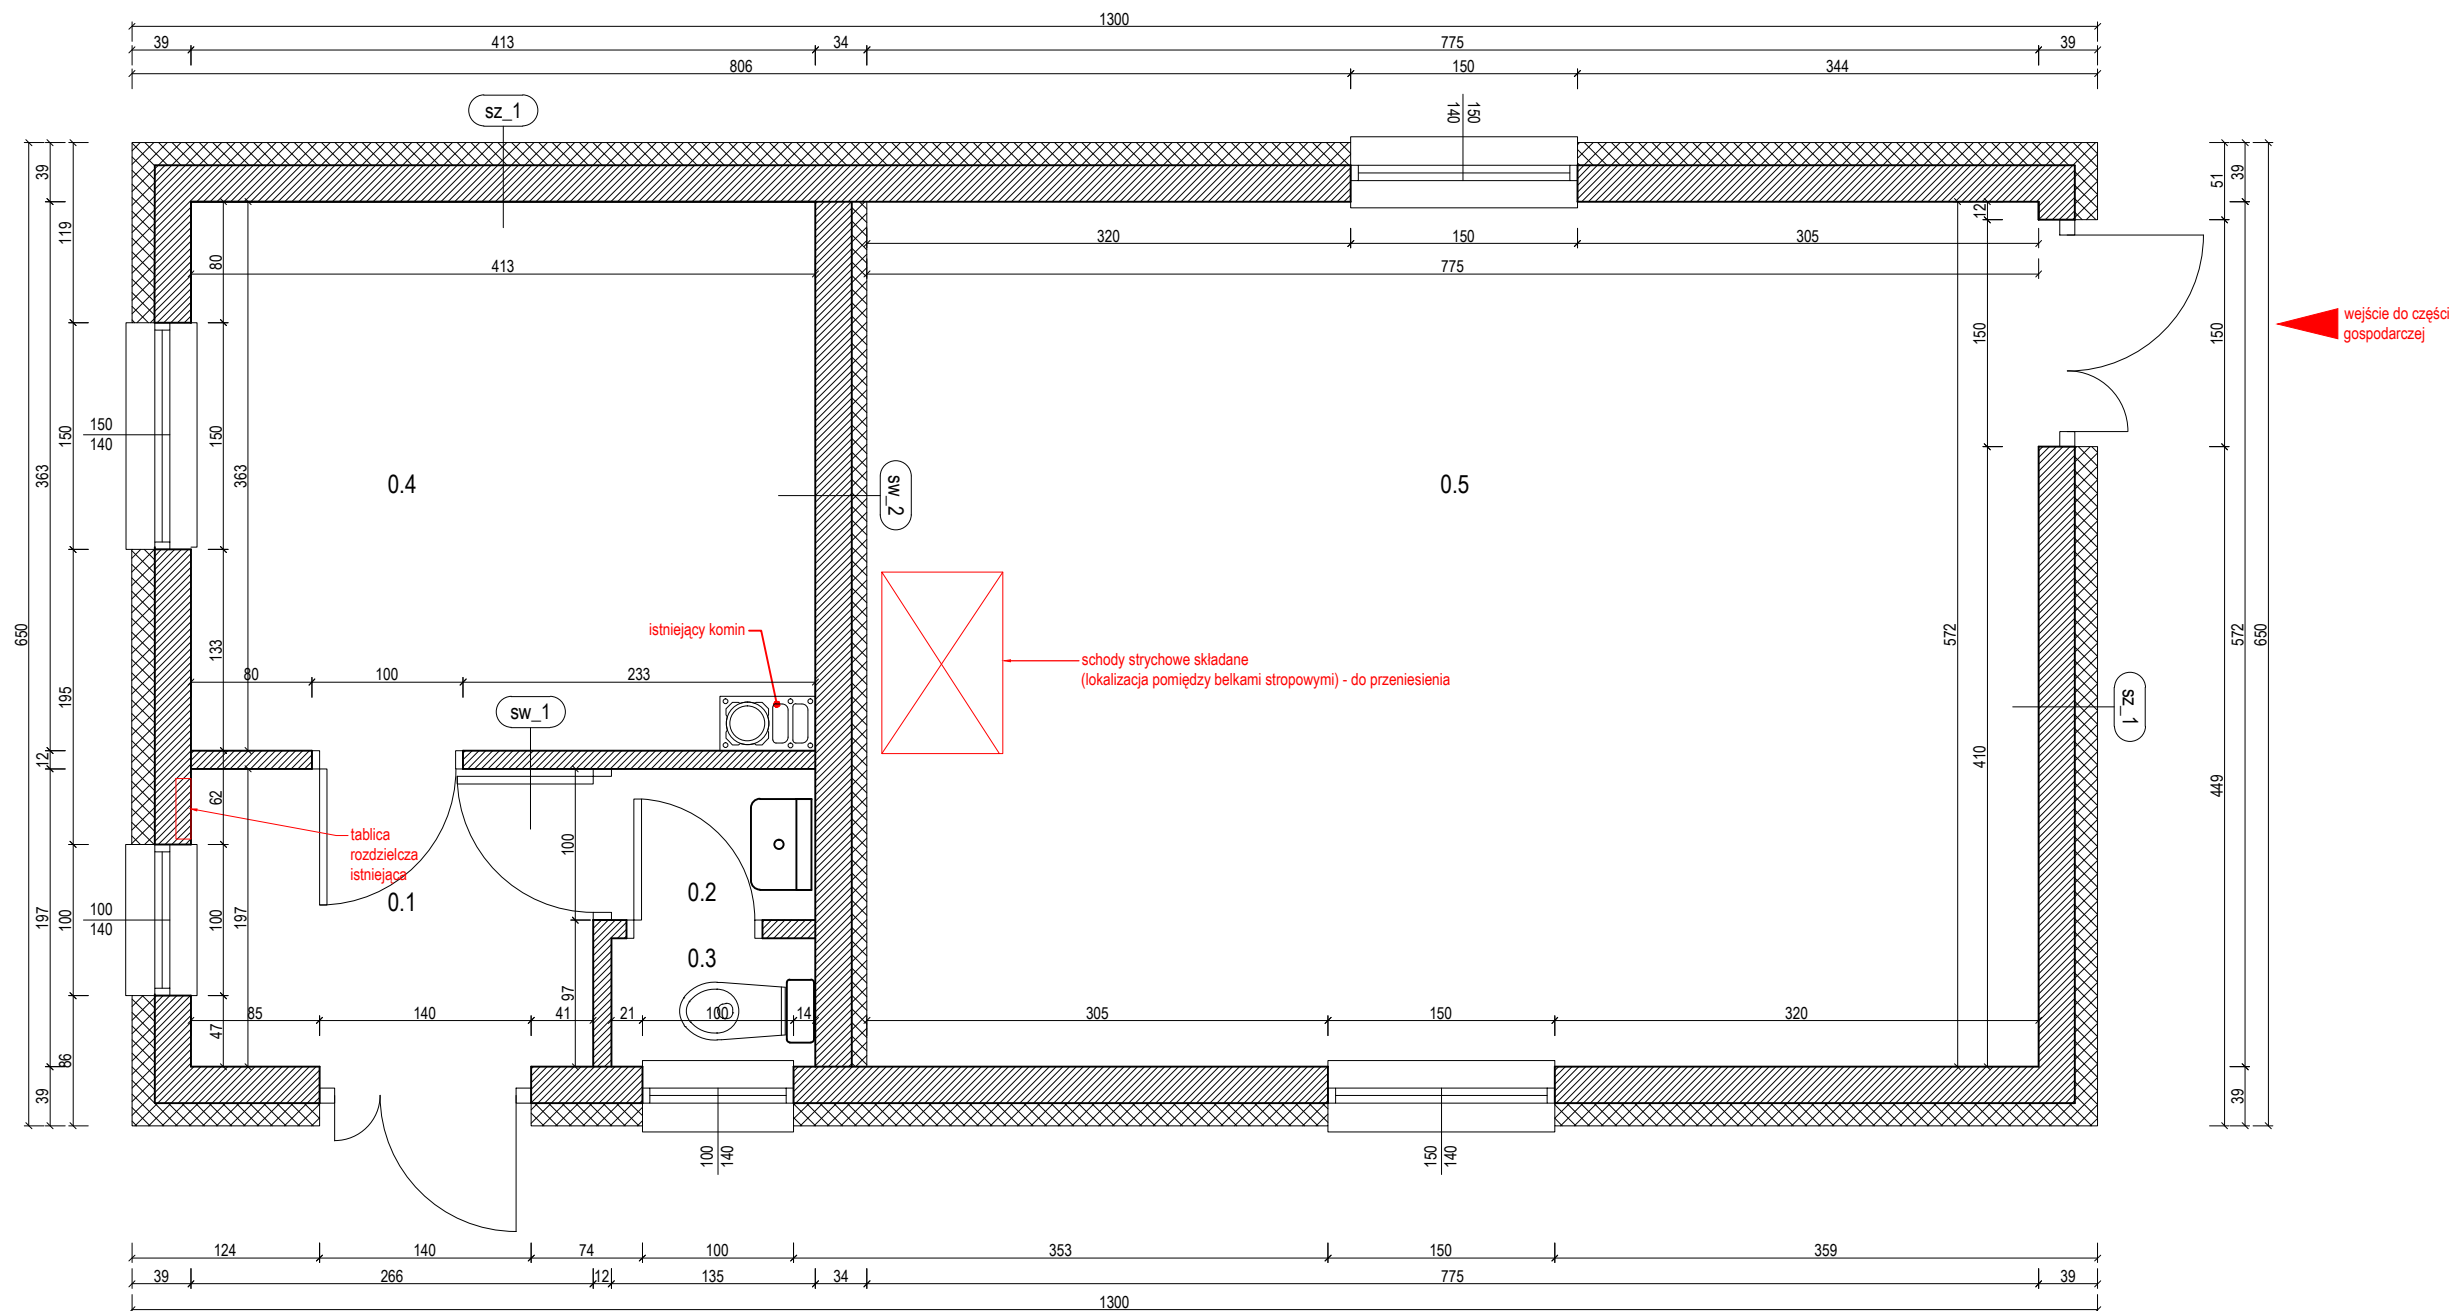 1300
39 413 34 775 39
806 150 344
sz_1
150
140
39
119
80
51
39
12
320 150 305
413 775
wejście do części
gospodarczej
150
140
150
363
650
150
363
0.4
sw_2
0.5
150
150
istniejący komin
schody strychowe składane
(lokalizacja pomiędzy belkami stropowymi) - do przeniesienia
133
195
80 100 233
sw_1
572
410
572
650
449
sz_1
12
62
tablica
rozdzielcza
istniejąca
0.1
100
0.2
0.3
100
140
197
100
100
197
47
86
39
97
85 140 41 21 100 14 305 150 320
39
100
140
150
140
124 140 74 100 353 150 359
39 266 12 135 34 775 39
1300